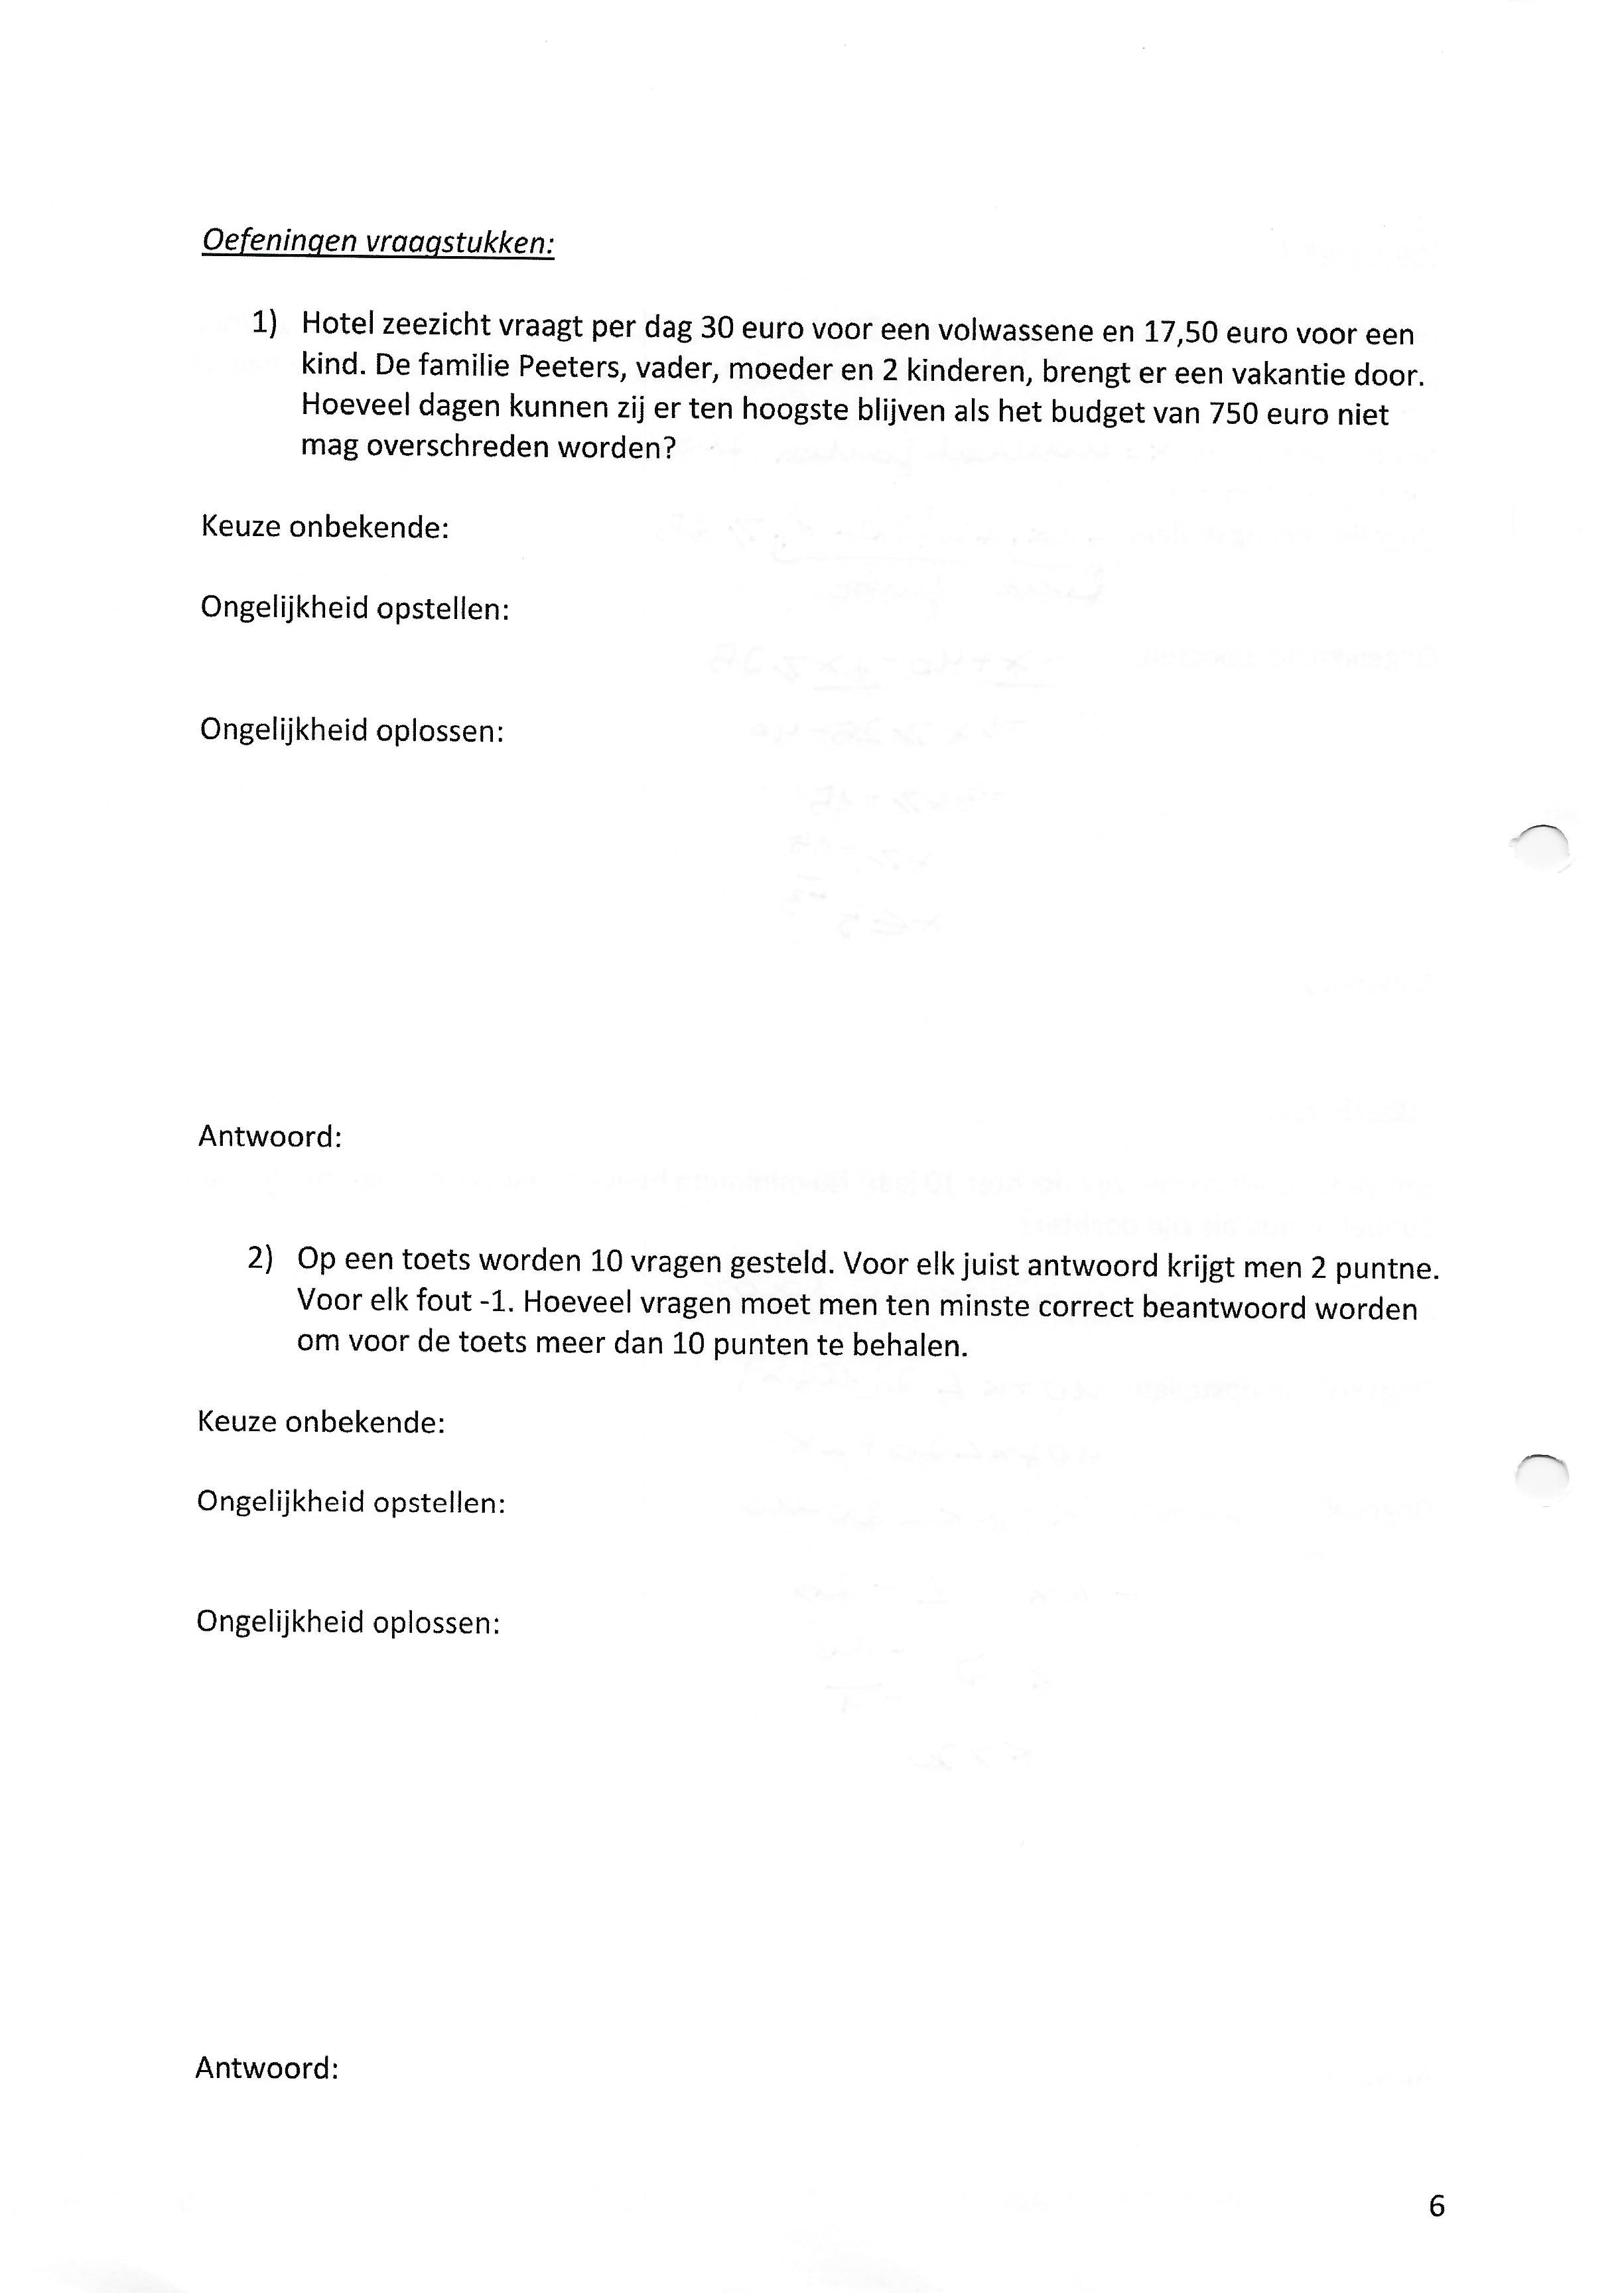 Oefeningen vraagstukken:
1) Hotel zeezicht vraagt per dag 30 euro voor een volwassene en 17,50 euro voor een
kind. De familie Peeters, vader, moeder en 2 kinderen, brengt er een vakantie door.
Hoeveel dagen kunnen zij er ten hoogste blijven als het budget van 750 euro niet
mag overschreden worden?
Keuze onbekende:
Ongelijkheid opstellen:
Ongelijkheid oplossen:
Antwoord:
2) Op een toets worden 10 vragen gesteld. Voor elk juist antwoord krijgt men 2 puntne.
Voor elk fout -1. Hoeveel vragen moet men ten minste correct beantwoord worden
om voor de toets meer dan 10 punten te behalen.
Keuze onbekende:
Ongelijkheid opstellen:
Ongelijkheid oplossen:
Antwoord:
6